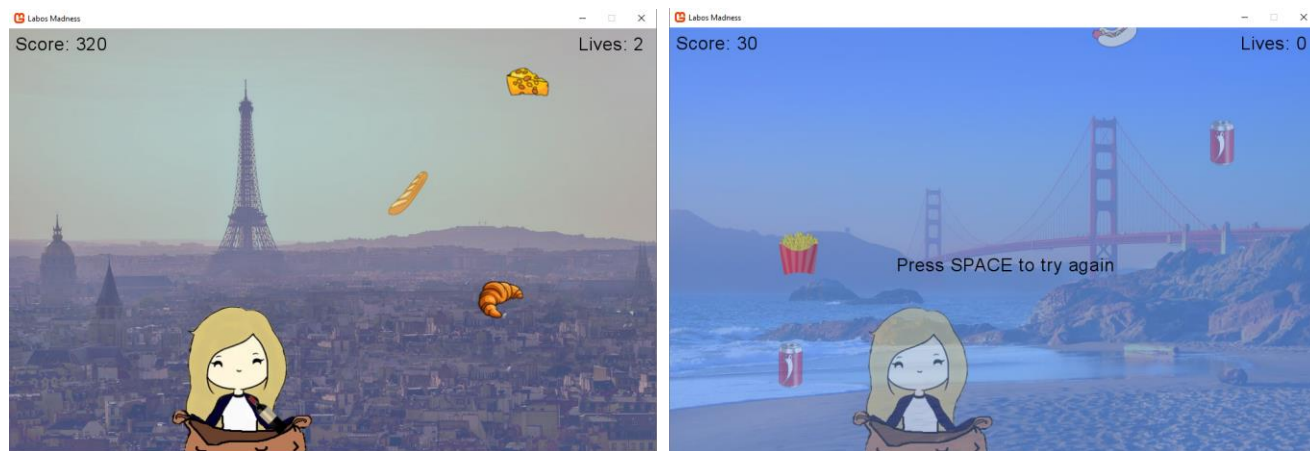 Labos Madness
Score: 320
Lives: 2
Labos Madness
Score: 30
Lives: 0
Press SPACE to try again